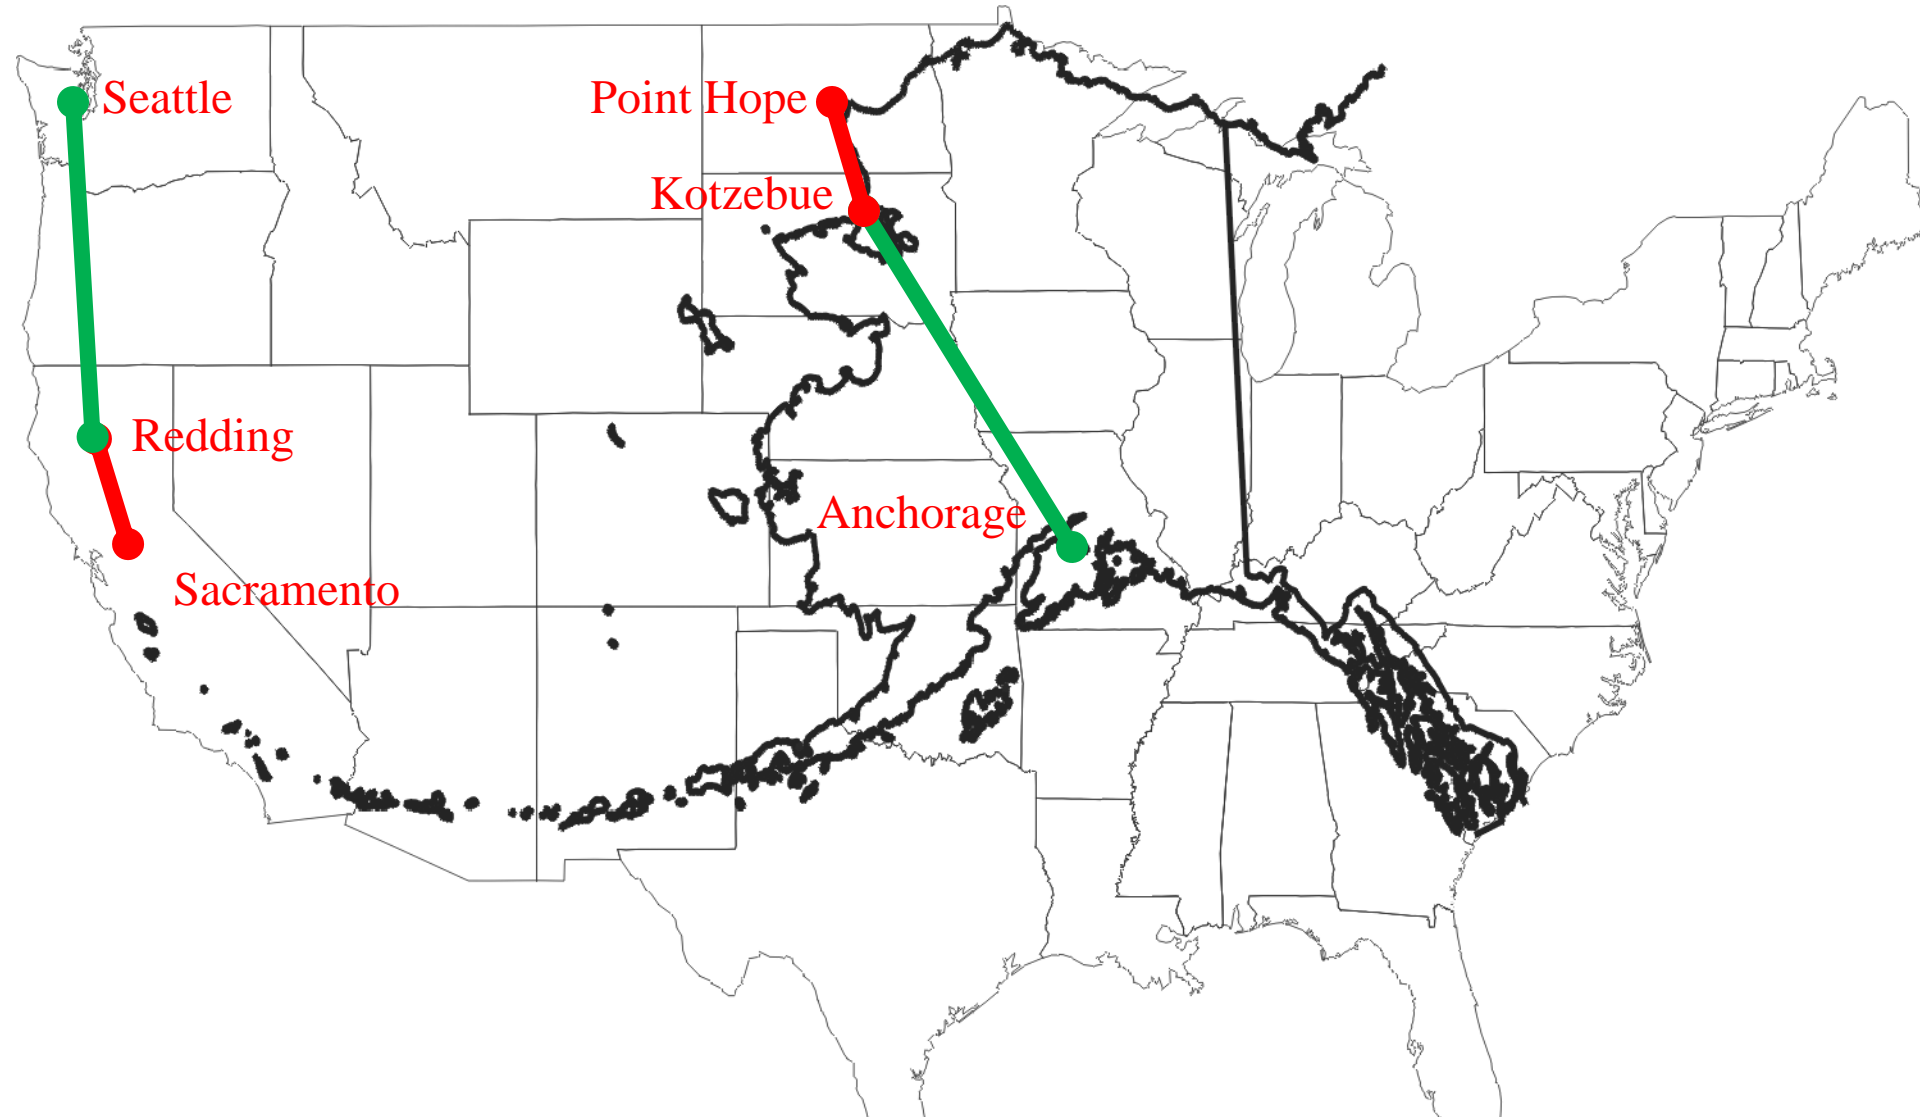 Seattle
Point Hope
Kotzebue
Redding
Anchorage
Sacramento